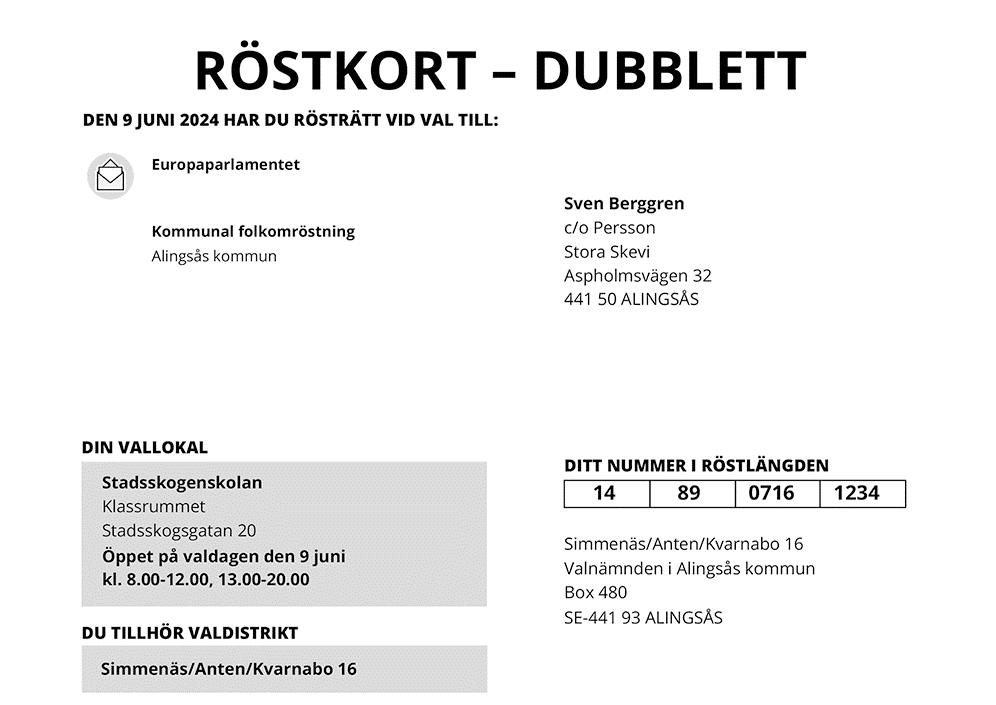 RÖSTKORT – DUBBLETT
DEN 9 JUNI 2024 HAR DU RÖSTRÄTT VID VAL TILL:
Europaparlamentet
Kommunal folkomröstning
Alingsås kommun
Sven Berggren
c/o Persson
Stora Skevi
Aspholmsvägen 32
441 50 ALINGSÅS
DIN VALLOKAL
Stadsskogenskolan
Klassrummet
Stadsskogsgatan 20
Öppet på valdagen den 9 juni
kl. 8.00-12.00, 13.00-20.00
DU TILLHÖR VALDISTRIKT
Simmenäs/Anten/Kvarnabo 16
DITT NUMMER I RÖSTLÄNGDEN
14 89 0716 1234
Simmenäs/Anten/Kvarnabo 16
Valnämnden i Alingsås kommun
Box 480
SE-441 93 ALINGSÅS